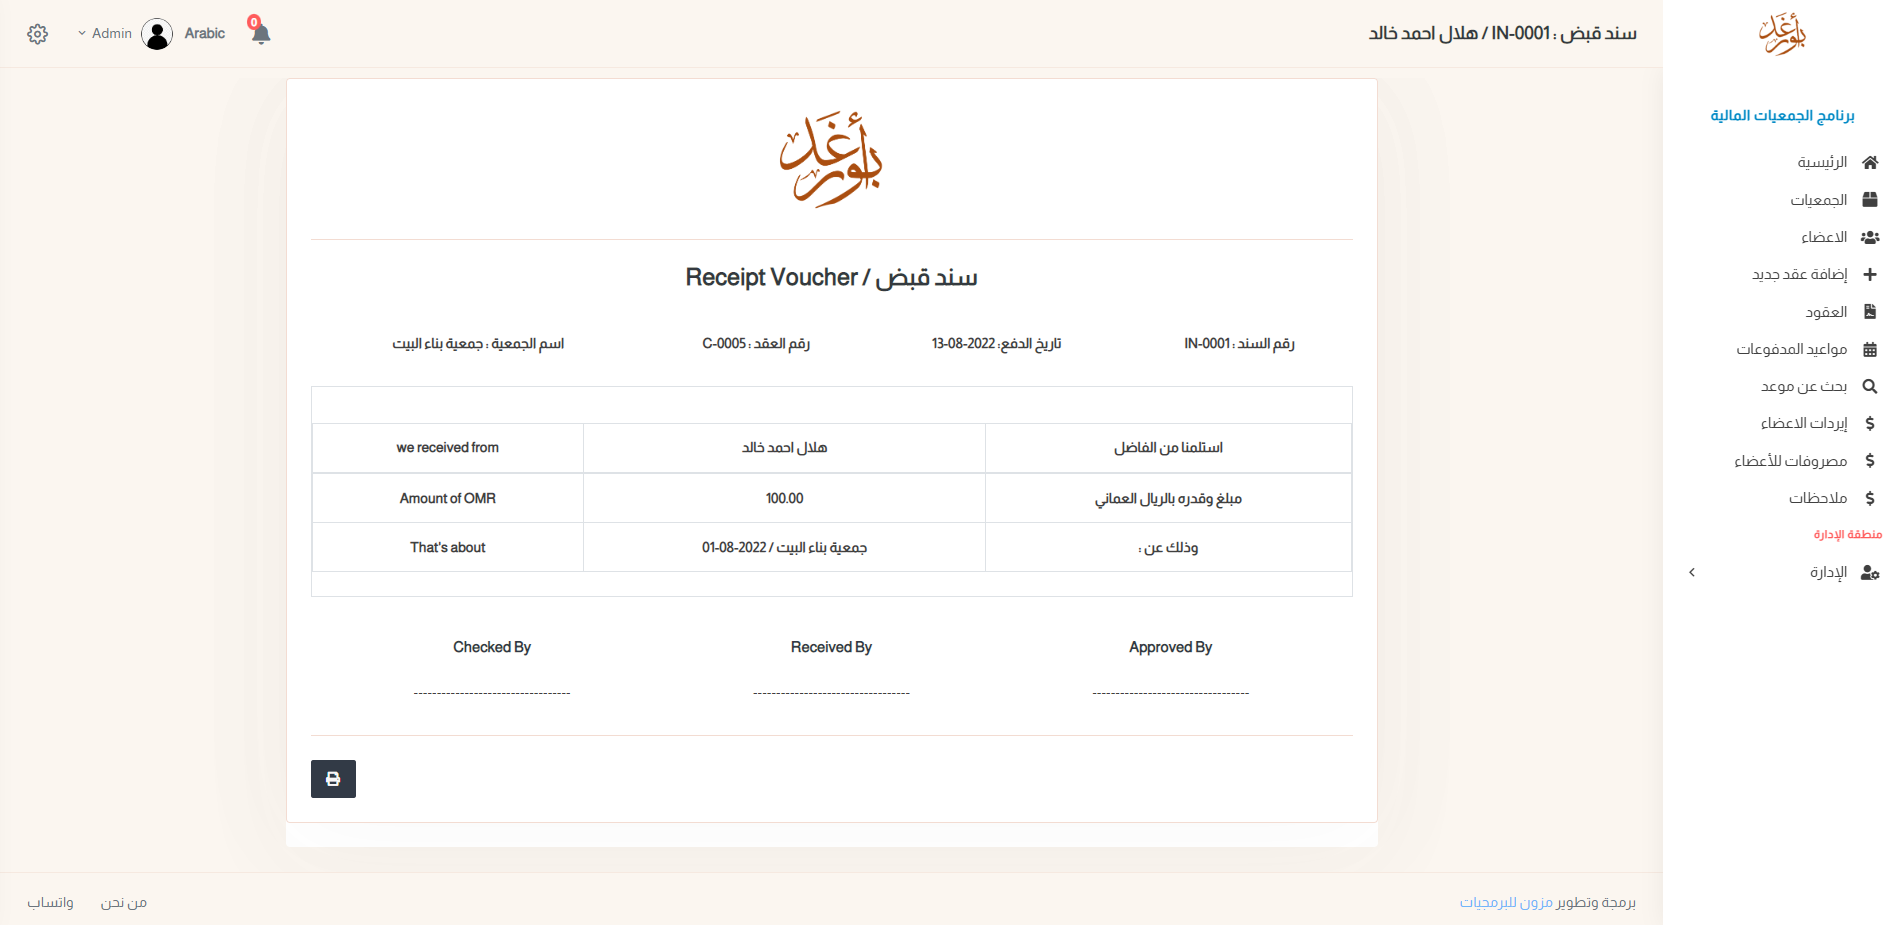 سند قبض : IN-0001 / هلال احمد خالد
0
Arabic
Admin
بأور غد
برنامج الجمعيات المالية
الرئيسية
الجمعيات
الاعضاء
إضافة عقد جديد
العقود
مواعيد المدفوعات
بحث عن موعد
إيردات الاعضاء
مصروفات للأعضاء
ملاحظات
منطقة الإدارة
الإدارة
سند قبض / Receipt Voucher
رقم السند : IN-0001
تاريخ الدفع: 2022-08-13
رقم العقد : C-0005
اسم الجمعية : جمعية بناء البيت
استلمنا من الفاضل هلال احمد خالد we received from
مبلغ وقدره بالريال العماني 100.00 Amount of OMR
وذلك عن : جمعية بناء البيت / 2022-08-01 That's about
Approved By Received By Checked By
---------------------------------- ---------------------------------- ----------------------------------
برمجة وتطوير مزون للبرمجيات
من نحن واتساب